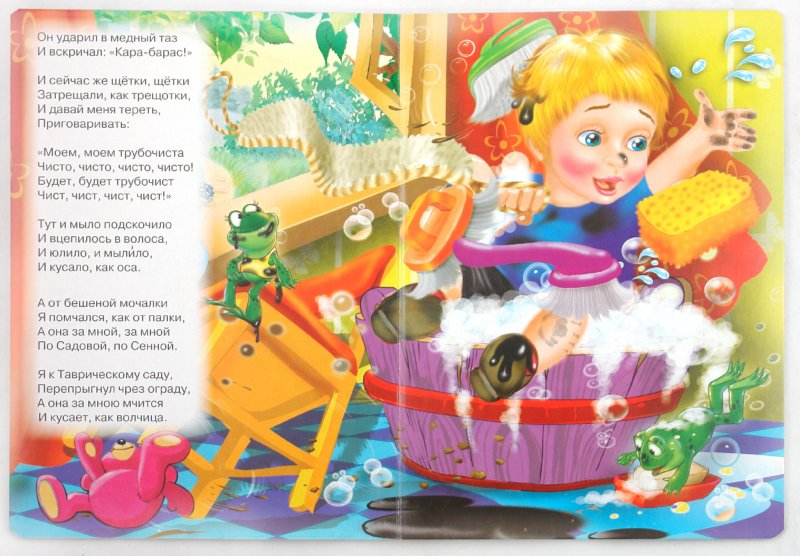 Он ударил в медный таз
И вскричал: «Кара-барас!»
И сейчас же щётки, щётки
Затрещали, как трещотки,
И давай меня тереть,
Приговаривать:
«Моем, моем трубочиста
Чисто, чисто, чисто, чисто!
Будет, будет трубочист
Чист, чист, чист, чист!»
Тут и мыло подскочило
И вцепилось в волоса,
И юлило, и мыли́ло,
И кусало, как оса.
А от бешеной мочалки
Я помчался, как от палки,
А она за мной, за мной
По Садовой, по Сенной.
Я к Таврическому саду,
Перепрыгнул чрез ограду,
А она за мною мчится
И кусает, как волчица.